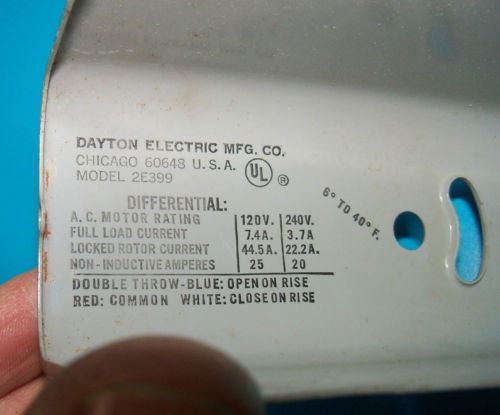 DAYTON ELECTRIC MFG. CO.
CHICAGO 60648 U.S.A.
MODEL 2E399
UL ®
DIFFERENTIAL: 6° TO 40° F.
A.C. MOTOR RATING 120V. 240V.
FULL LOAD CURRENT 7.4A. 3.7A
LOCKED ROTOR CURRENT 44.5A. 22.2A.
NON-INDUCTIVE AMPERES 25 20
DOUBLE THROW-BLUE: OPEN ON RISE
RED: COMMON WHITE: CLOSE ON RISE